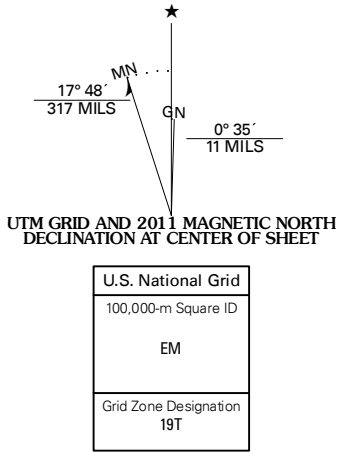 ★
MN
GN
17° 48´
317 MILS
0° 35´
11 MILS
UTM GRID AND 2011 MAGNETIC NORTH
DECLINATION AT CENTER OF SHEET
U.S. National Grid
100,000-m Square ID
EM
Grid Zone Designation
19T